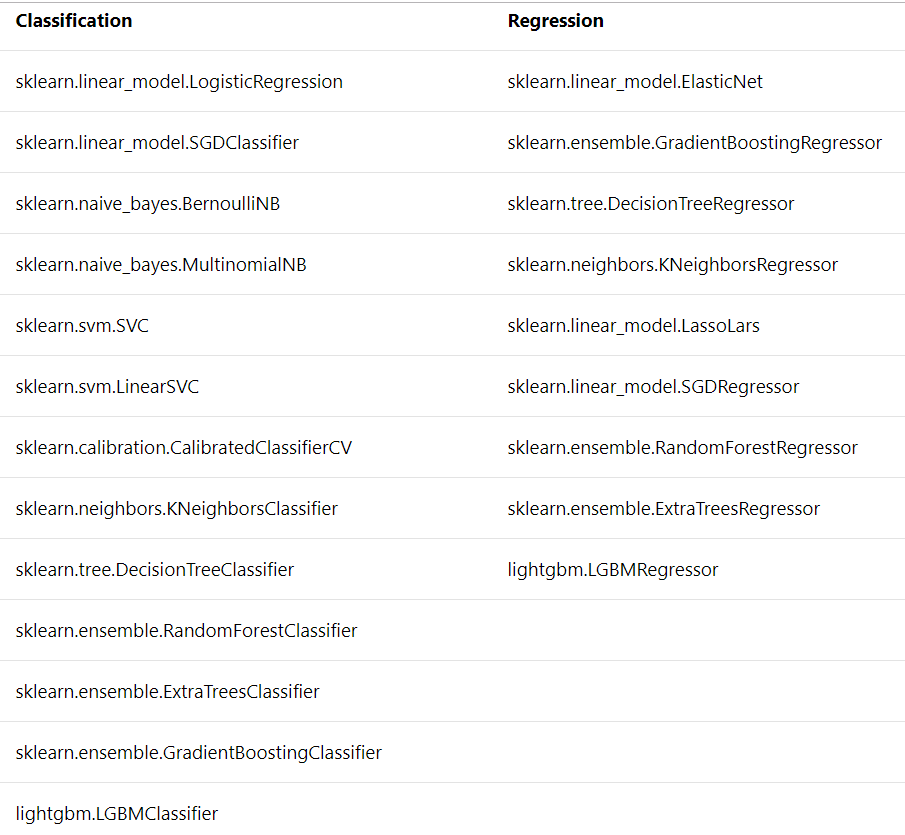 Classification Regression
sklearn.linear_model.LogisticRegression sklearn.linear_model.ElasticNet
sklearn.linear_model.SGDClassifier sklearn.ensemble.GradientBoostingRegressor
sklearn.naive_bayes.BernoulliNB sklearn.tree.DecisionTreeRegressor
sklearn.naive_bayes.MultinomialNB sklearn.neighbors.KNeighborsRegressor
sklearn.svm.SVC sklearn.linear_model.LassoLars
sklearn.svm.LinearSVC sklearn.linear_model.SGDRegressor
sklearn.calibration.CalibratedClassifierCV sklearn.ensemble.RandomForestRegressor
sklearn.neighbors.KNeighborsClassifier sklearn.ensemble.ExtraTreesRegressor
sklearn.tree.DecisionTreeClassifier lightgbm.LGBMRegressor
sklearn.ensemble.RandomForestClassifier
sklearn.ensemble.ExtraTreesClassifier
sklearn.ensemble.GradientBoostingClassifier
lightgbm.LGBMClassifier